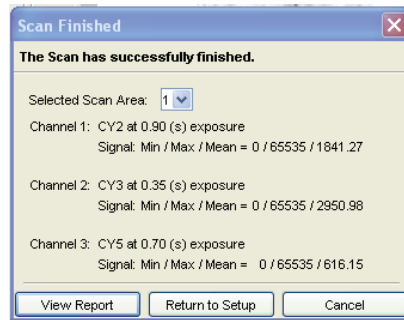 Scan Finished
The Scan has successfully finished.
Selected Scan Area: 1
Channel 1: CY2 at 0.90 (s) exposure
Signal: Min / Max / Mean = 0 / 65535 / 1841.27
Channel 2: CY3 at 0.35 (s) exposure
Signal: Min / Max / Mean = 0 / 65535 / 2950.98
Channel 3: CY5 at 0.70 (s) exposure
Signal: Min / Max / Mean = 0 / 65535 / 616.15
View Report Return to Setup Cancel